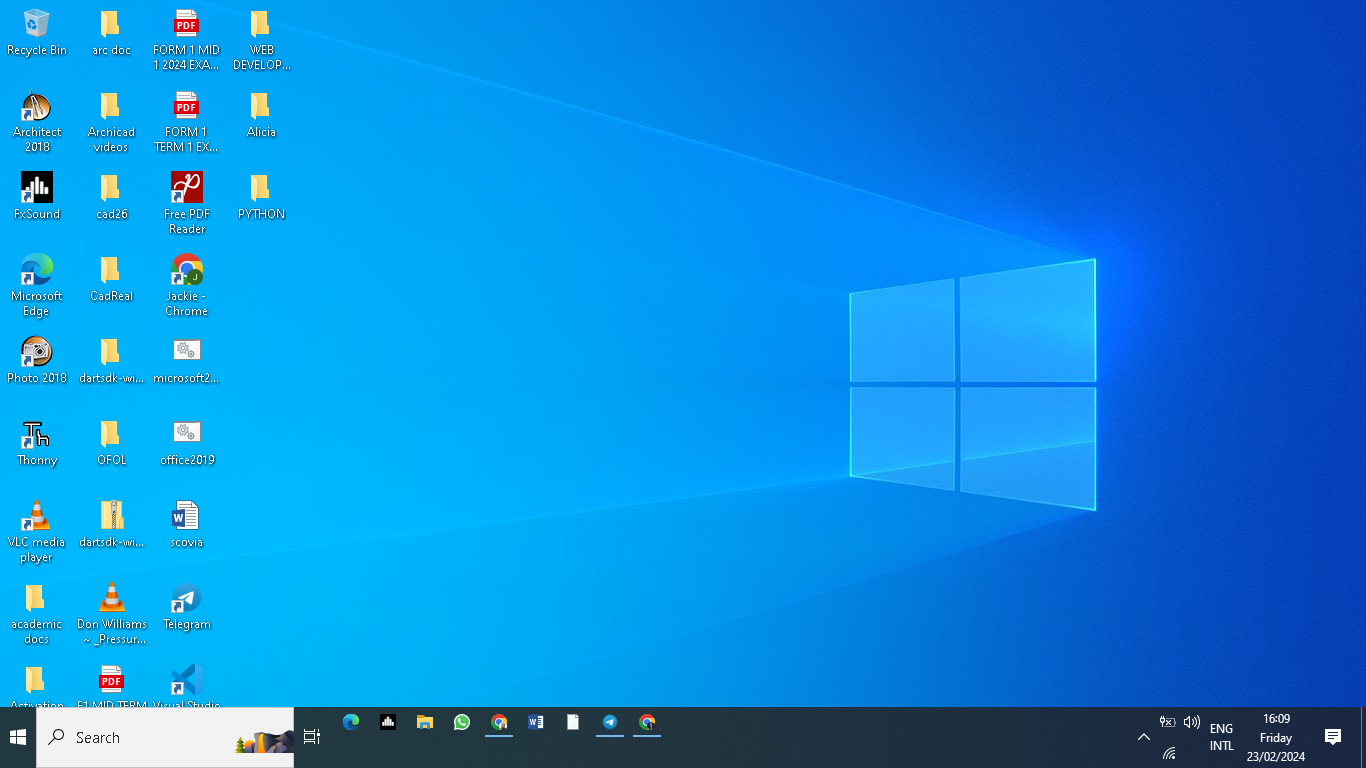 Recycle Bin
Architect
2018
FxSound
Microsoft
Edge
Photo 2018
Thonny
VLC media
player
academic
docs
Activation
arc doc
Archicad
videos
cad26
CadReal
dartsdk-wi...
OFOL
dartsdk-wi...
Don Williams
~ _Pressur...
PDF
F1 MID TERM
PDF
FORM 1 MID
1 2024 EXA...
PDF
FORM 1
TERM 1 EX...
Free PDF
Reader
J
Jackie -
Chrome
microsoft2...
office2019
W
scovia
Telegram
Visual Studio
WEB
DEVELOP...
Alicia
PYTHON
Search
W
ENG
INTL
16:09
Friday
23/02/2024